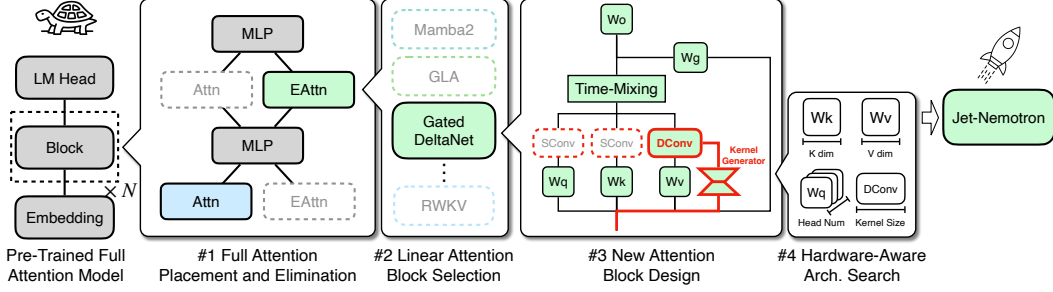 LM Head
Block
× N
Embedding
Pre-Trained Full
Attention Model
MLP
Attn
EAttn
MLP
Attn
EAttn
#1 Full Attention
Placement and Elimination
Mamba2
GLA
Gated
DeltaNet
RWKV
#2 Linear Attention
Block Selection
Wo
Wg
Time-Mixing
SConv
SConv
DConv
Kernel
Generator
Wq
Wk
Wv
#3 New Attention
Block Design
Wk
Wv
K dim
V dim
Wq
DConv
Head Num
Kernel Size
#4 Hardware-Aware
Arch. Search
Jet-Nemotron